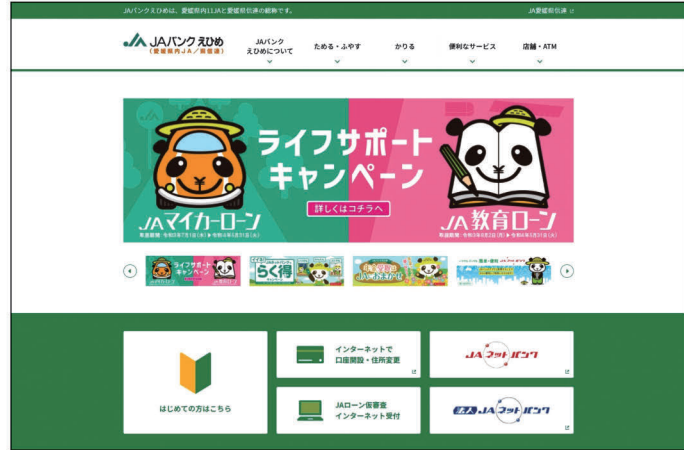 JAバンクえひめは、愛媛県内11JAと愛媛県信連の総称です。
JA愛媛県信連
JAバンク えひめ
(愛媛県内JA/県信連)
JAバンク
えひめについて
ためる・ふやす
かりる
便利なサービス
店舗・ATM
ライフサポート
キャンペーン
詳しくはコチラへ
JAマイカーローン
JA教育ローン
ライフサポート
キャンペーン
らく得
はじめての方はこちら
インターネットで
口座開設・住所変更
JAネットバンク
JAローン仮審査
インターネット受付
法人JAネットバンク